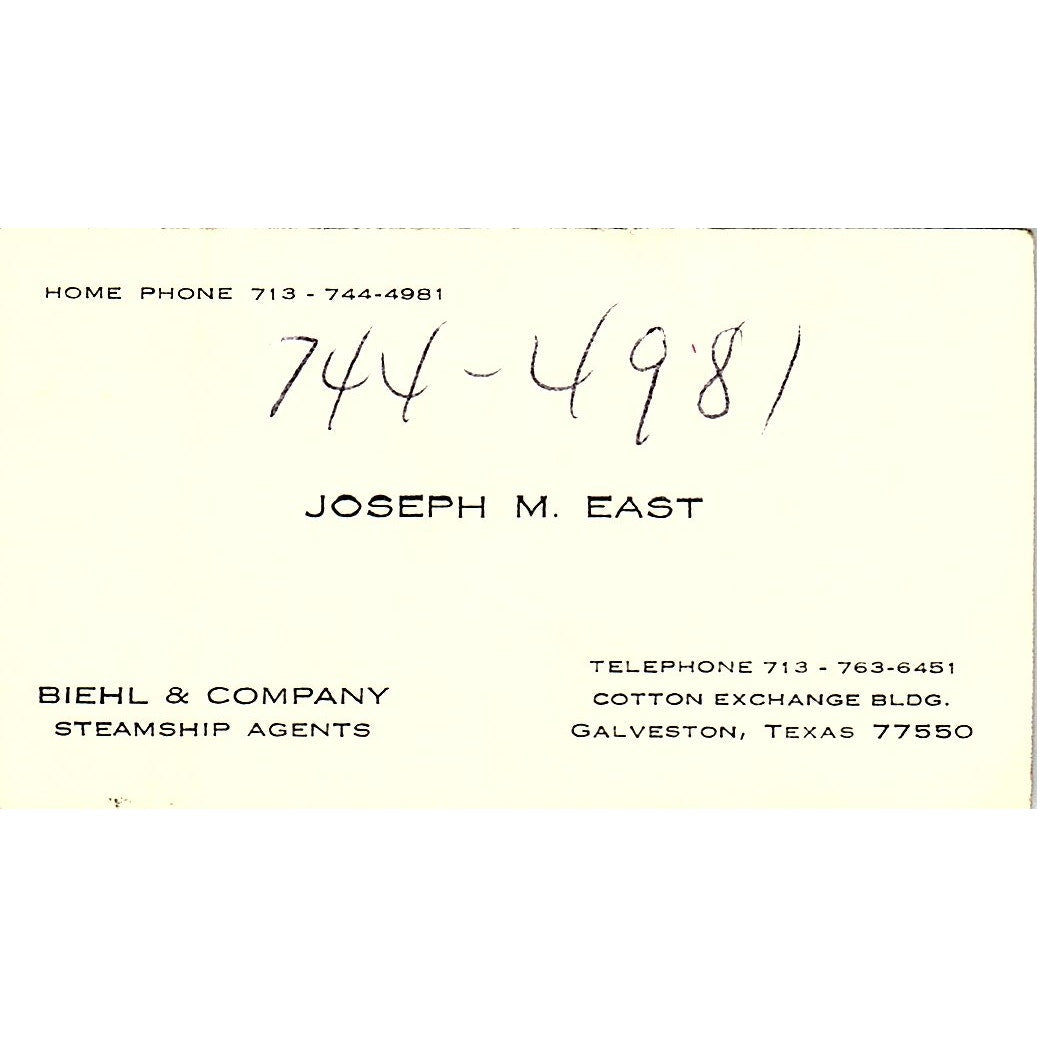 HOME PHONE 713 - 744-4981
744-4981
JOSEPH M. EAST
BIEHL & COMPANY
STEAMSHIP AGENTS
TELEPHONE 713 - 763-6451
COTTON EXCHANGE BLDG.
GALVESTON, TEXAS 77550